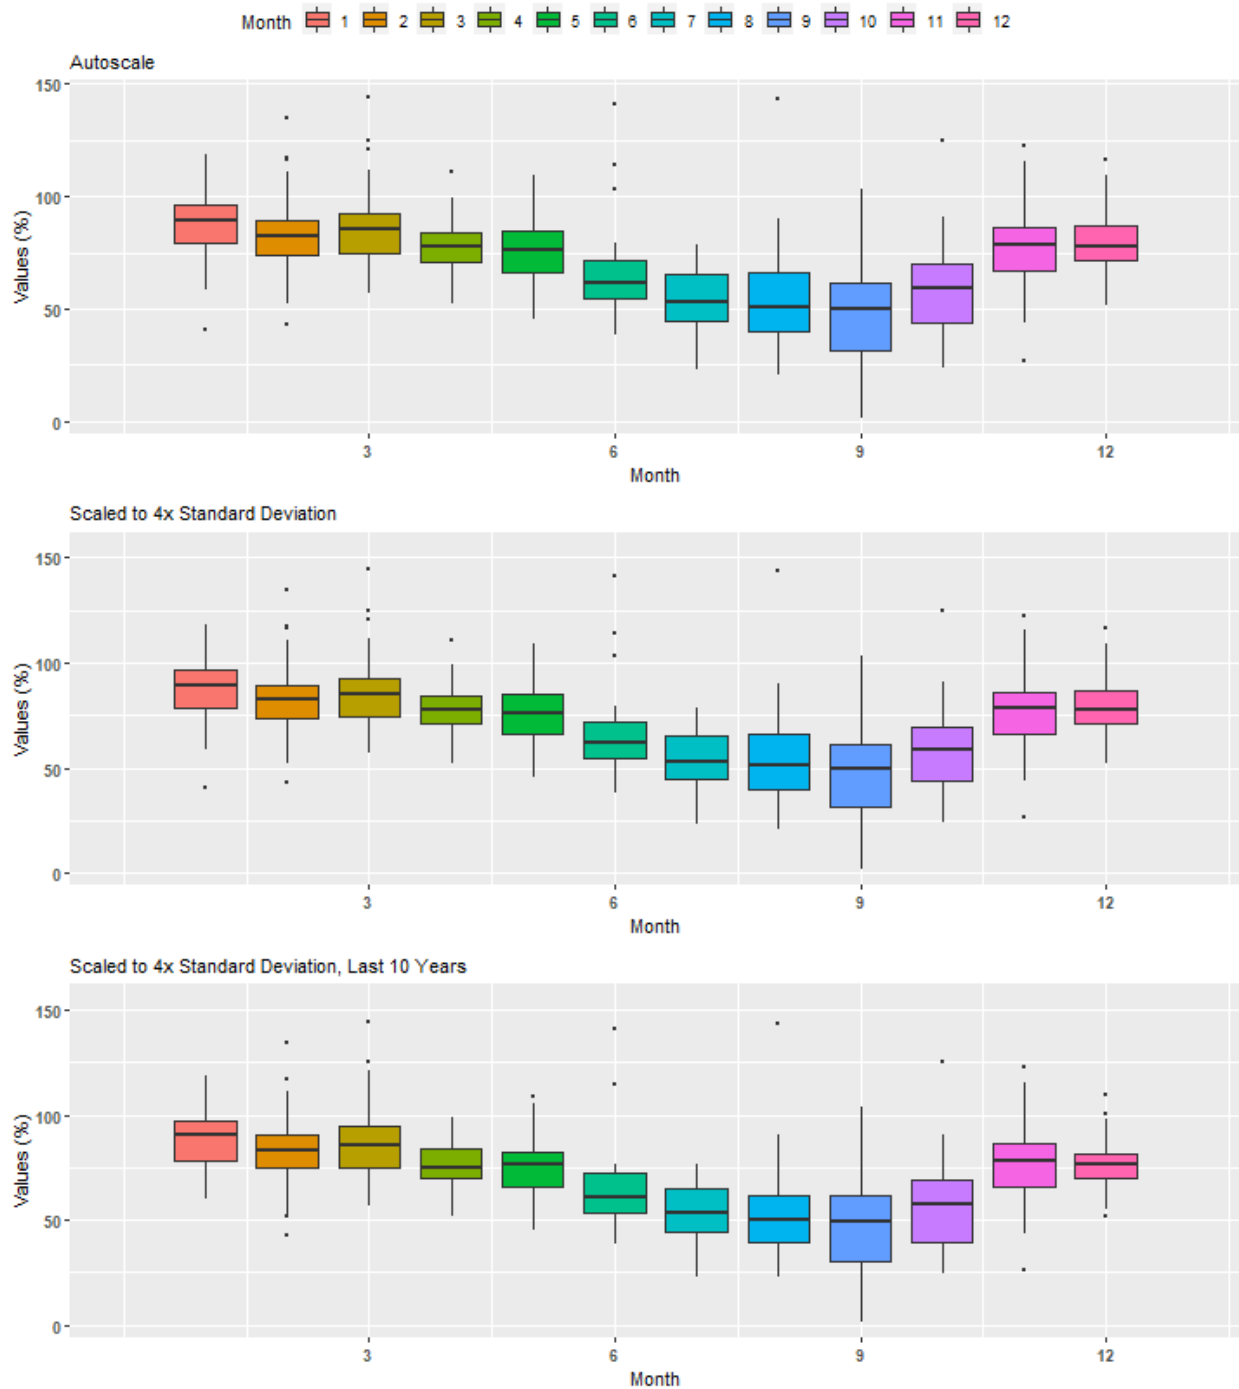 Month 1 2 3 4 5 6 7 8 9 10 11 12
Autoscale
Values (%)
150
100
50
0
3 6 9 12
Month
Scaled to 4x Standard Deviation
Values (%)
150
100
50
0
3 6 9 12
Month
Scaled to 4x Standard Deviation, Last 10 Years
Values (%)
150
100
50
0
3 6 9 12
Month